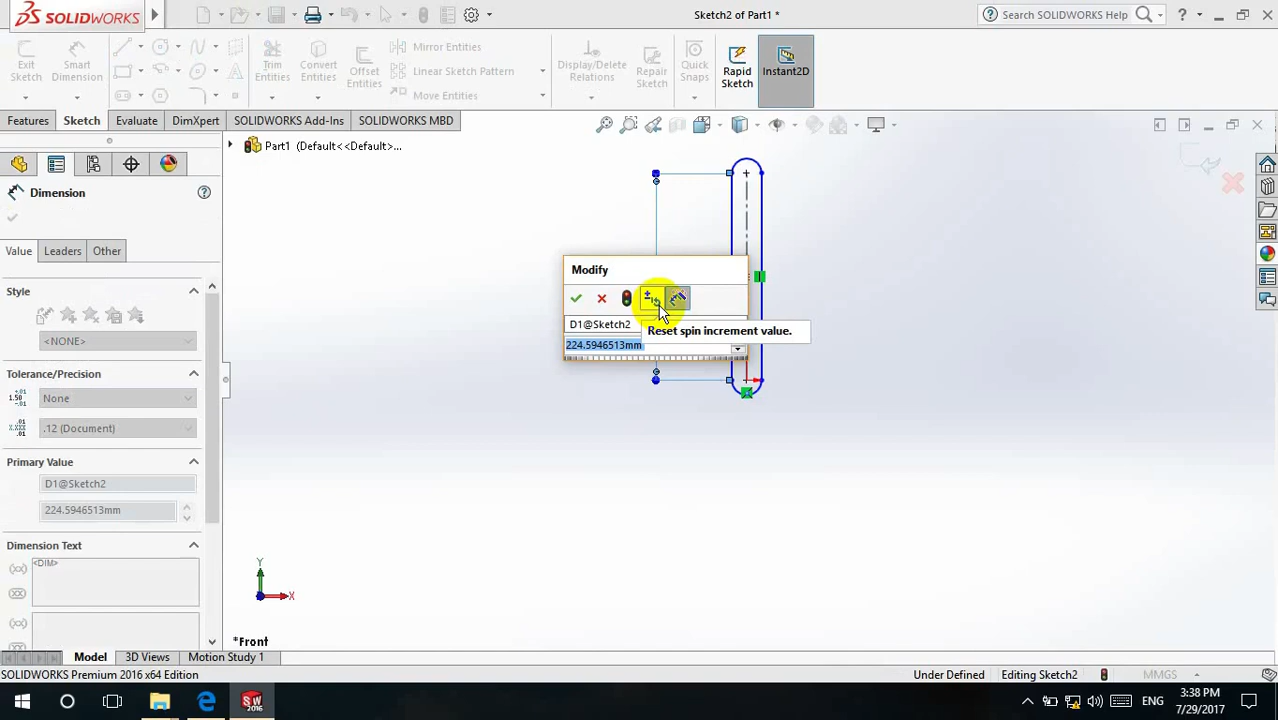 SOLIDWORKS
Sketch2 of Part1 *
Search SOLIDWORKS Help
?
Exit Sketch
Smart Dimension
Trim Entities
Convert Entities
Offset Entities
Mirror Entities
Linear Sketch Pattern
Move Entities
Display/Delete Relations
Repair Sketch
Quick Snaps
Rapid Sketch
Instant2D
Features
Sketch
Evaluate
DimXpert
SOLIDWORKS Add-Ins
SOLIDWORKS MBD
Part1 (Default<<Default>...
Dimension
?
Value
Leaders
Other
Style
<NONE>
Tolerance/Precision
None
.12 (Document)
Primary Value
D1@Sketch2
224.5946513mm
Dimension Text
<DIM>
Modify
D1@Sketch2
Reset spin increment value.
224.5946513mm
Y
X
*Front
Model
3D Views
Motion Study 1
SOLIDWORKS Premium 2016 x64 Edition
Under Defined
Editing Sketch2
MMGS
ENG
3:38 PM
7/29/2017
SW
2016